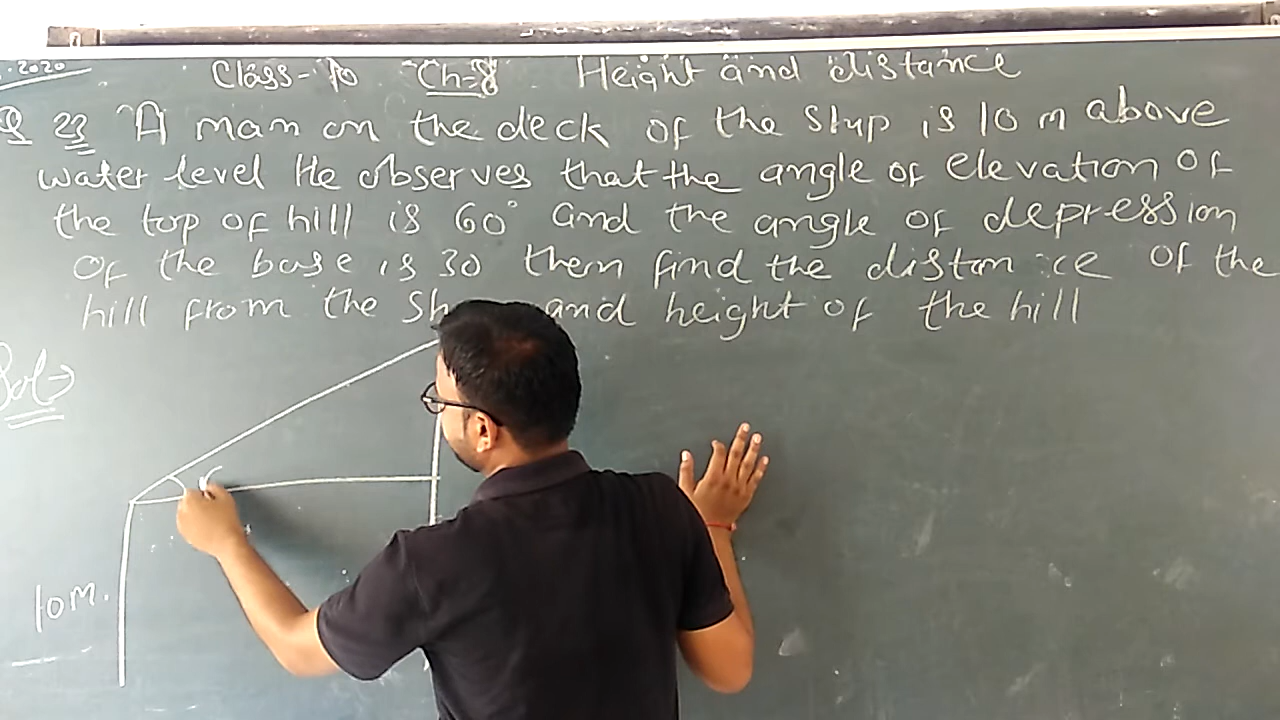 .2020
Class-10 Ch=8 Height and distance
Q 23 A man on the deck of the ship is 10 m above
water level He observes that the angle of elevation of
the top of hill is 60° and the angle of depression
of the base is 30 then find the distance of the
hill from the sh and height of the hill
Sol→
10M.